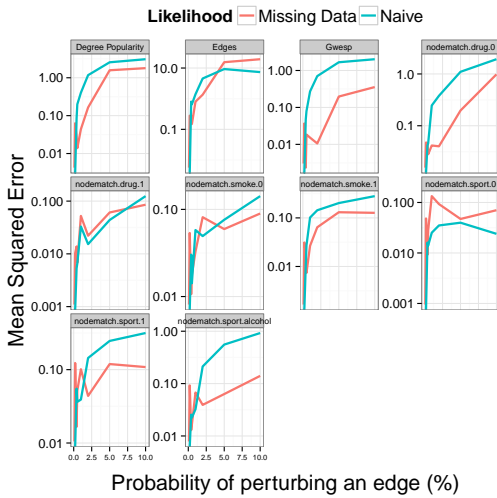 Likelihood Missing Data Naive
Degree Popularity Edges Gwesp nodematch.drug.0
1.00 10.0 1.00 1.0
0.10 0.1 0.10 0.1
0.01 0.01
nodematch.drug.1 nodematch.smoke.0 nodematch.smoke.1 nodematch.sport.0
0.100 0.10 0.10 0.100
0.010 0.01 0.010
0.001 0.01 0.001
nodematch.sport.1 nodematch.sport.alcohol
1.00
0.10 0.10
0.01 0.01
0.0 2.5 5.0 7.5 10.0 0.0 2.5 5.0 7.5 10.0
Mean Squared Error
Probability of perturbing an edge (%)